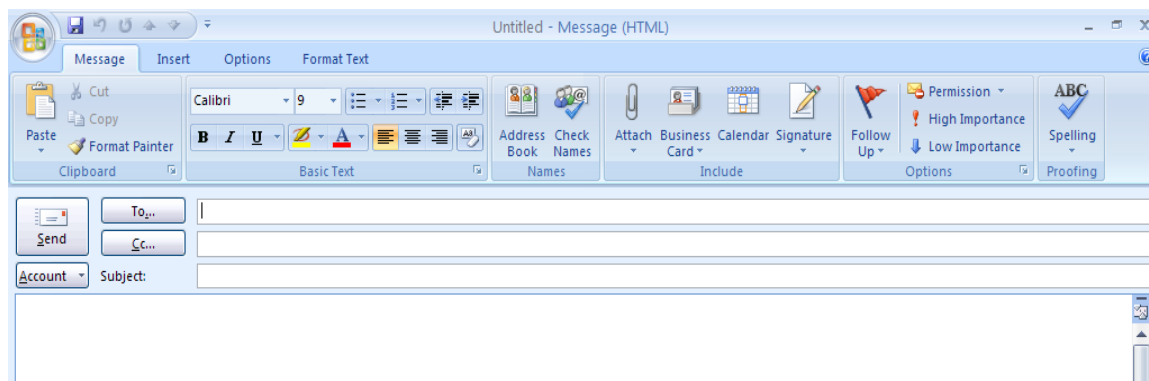 Untitled - Message (HTML)
Message Insert Options Format Text
Paste
Cut
Copy
Format Painter
Clipboard
Calibri 9
B I U A
Basic Text
Address Book
Check Names
Names
Attach
Business Card
Calendar
Signature
Include
Follow Up
Permission
High Importance
Low Importance
Options
ABC
Spelling
Proofing
Send
To...
Cc...
Account
Subject: